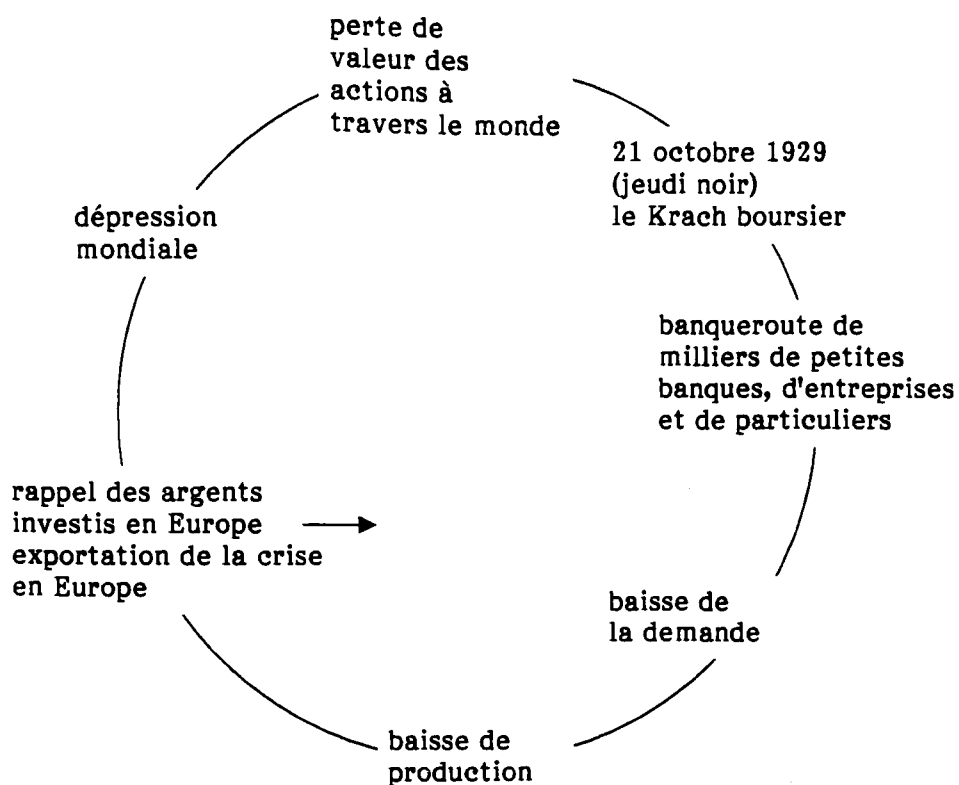 perte de
valeur des
actions à
travers le monde
21 octobre 1929
(jeudi noir)
le Krach boursier
dépression
mondiale
banqueroute de
milliers de petites
banques, d'entreprises
et de particuliers
rappel des argents
investis en Europe
exportation de la crise
en Europe
baisse de
la demande
baisse de
production